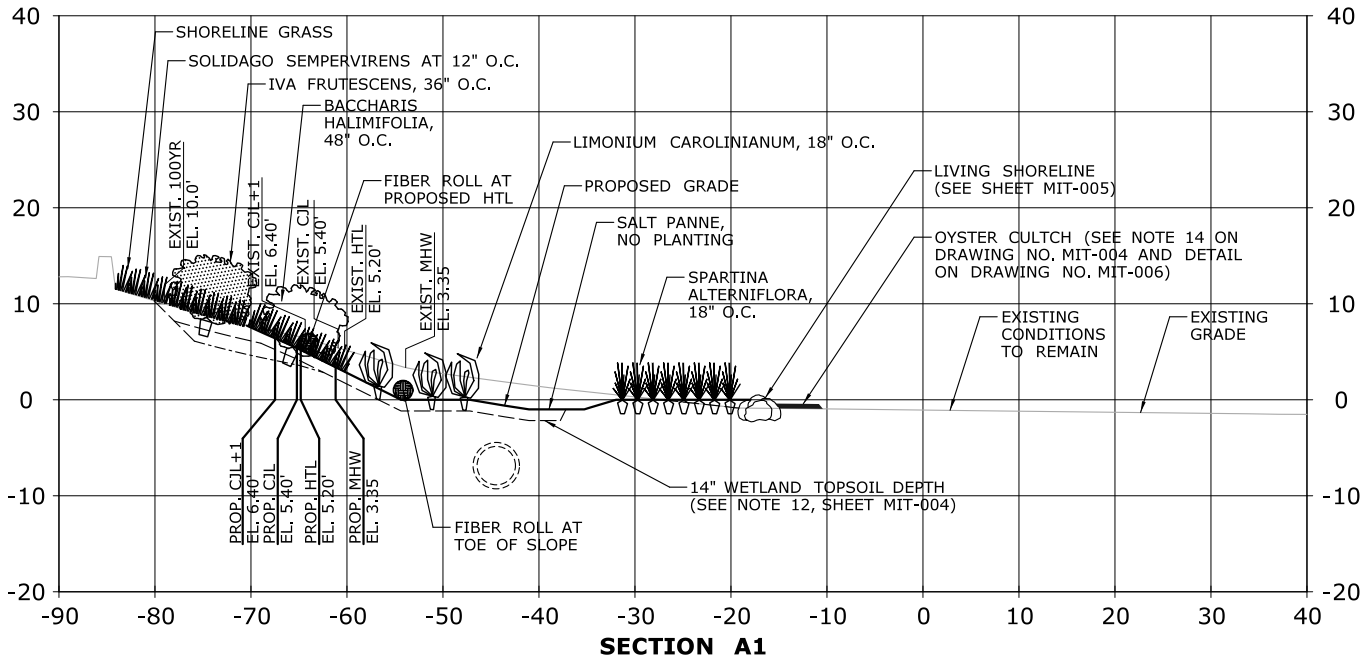 40
40
SHORELINE GRASS
SOLIDAGO SEMPERVIRENS AT 12" O.C.
IVA FRUTESCENS, 36" O.C.
30
30
BACCHARIS
HALIMIFOLIA,
48" O.C.
LIMONIUM CAROLINIANUM, 18" O.C.
LIVING SHORELINE
(SEE SHEET MIT-005)
FIBER ROLL AT
PROPOSED HTL
PROPOSED GRADE
20
20
SALT PANNE,
NO PLANTING
OYSTER CULTCH (SEE NOTE 14 ON
DRAWING NO. MIT-004 AND DETAIL
ON DRAWING NO. MIT-006)
EXIST. 100YR
EL. 10.0'
EXIST. CJL+1
EL. 6.40'
EXIST. CJL
EL. 5.40'
EXIST. HTL
EL. 5.20'
EXIST. MHW
EL. 3.35
SPARTINA
ALTERNIFLORA,
18" O.C.
10
10
EXISTING
CONDITIONS
TO REMAIN
EXISTING
GRADE
0
0
PROP. CJL+1
EL. 6.40'
PROP. CJL
EL. 5.40'
PROP. HTL
EL. 5.20'
PROP. MHW
EL. 3.35
-10
-10
14" WETLAND TOPSOIL DEPTH
(SEE NOTE 12, SHEET MIT-004)
FIBER ROLL AT
TOE OF SLOPE
-20
-20
-90 -80 -70 -60 -50 -40 -30 -20 -10 0 10 20 30 40
SECTION A1